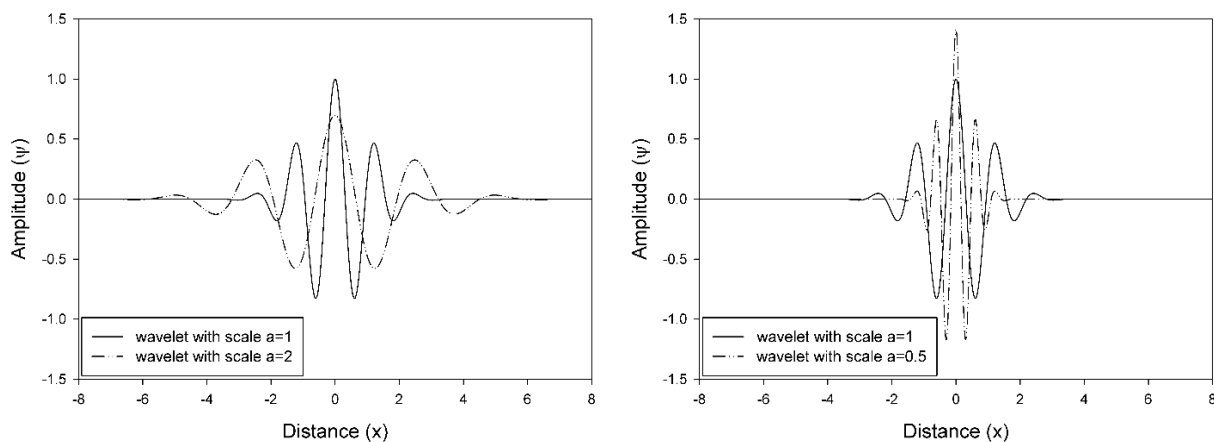 1.5
1.0
0.5
0.0
-0.5
-1.0
-1.5
Amplitude (ψ)
wavelet with scale a=1
wavelet with scale a=2
-8 -6 -4 -2 0 2 4 6 8
Distance (x)
1.5
1.0
0.5
0.0
-0.5
-1.0
-1.5
Amplitude (ψ)
wavelet with scale a=1
wavelet with scale a=0.5
-8 -6 -4 -2 0 2 4 6 8
Distance (x)